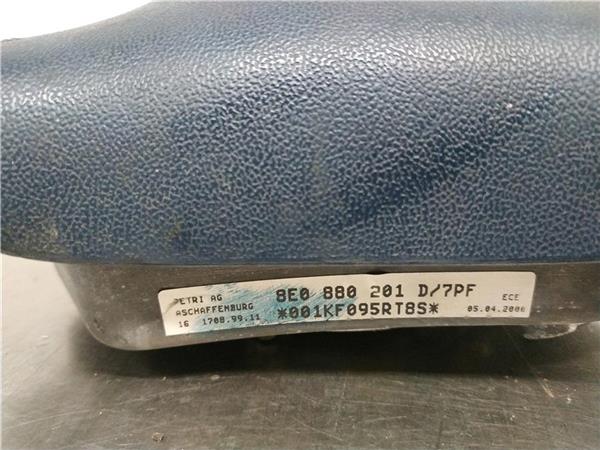 PETRI AG 8E0 880 201 D/7PF ECE
ASCHAFFENBURG *001KF095RT8S* 05.04.2000
16 1708.99.11